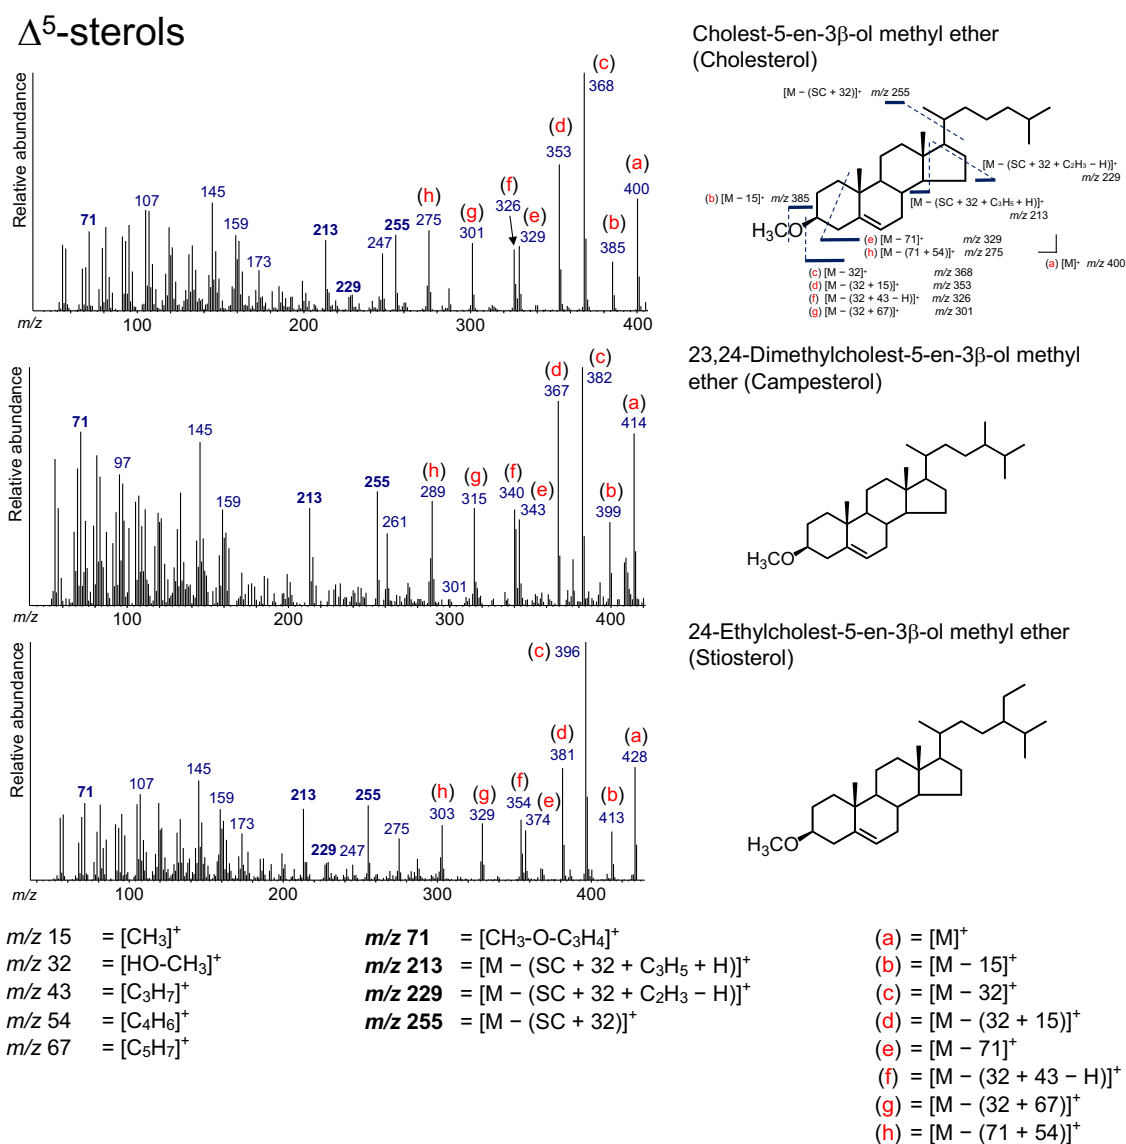 Δ⁵-sterols
Relative abundance
(c)
368
(d)
353
(a)
400
(h)
275
(f)
326
(e)
329
(g)
301
(b)
385
71
107
145
159
173
213
229
247
255
m/z
100
200
300
400
Cholest-5-en-3β-ol methyl ether
(Cholesterol)
[M − (SC + 32)]⁺ m/z 255
[M − (SC + 32 + C₂H₃ − H)]⁺
m/z 229
[M − (SC + 32 + C₃H₅ + H)]⁺
m/z 213
(b) [M − 15]⁺ m/z 385
H₃CO
(e) [M − 71]⁺ m/z 329
(h) [M − (71 + 54)]⁺ m/z 275
(a) [M]⁺ m/z 400
(c) [M − 32]⁺ m/z 368
(d) [M − (32 + 15)]⁺ m/z 353
(f) [M − (32 + 43 − H)]⁺ m/z 326
(g) [M − (32 + 67)]⁺ m/z 301
Relative abundance
(c)
382
(d)
367
(a)
414
(h)
289
(g)
315
(f)
340
(e)
343
(b)
399
71
97
145
159
213
255
261
301
m/z
100
200
300
400
23,24-Dimethylcholest-5-en-3β-ol methyl
ether (Campesterol)
H₃CO
Relative abundance
(c) 396
(d)
381
(a)
428
(h)
303
(g)
329
(f)
354
(e)
374
(b)
413
71
107
145
159
173
213
229
247
255
275
m/z
100
200
300
400
24-Ethylcholest-5-en-3β-ol methyl ether
(Stiosterol)
H₃CO
m/z 15 = [CH₃]⁺
m/z 32 = [HO-CH₃]⁺
m/z 43 = [C₃H₇]⁺
m/z 54 = [C₄H₆]⁺
m/z 67 = [C₅H₇]⁺
m/z 71 = [CH₃-O-C₃H₄]⁺
m/z 213 = [M − (SC + 32 + C₃H₅ + H)]⁺
m/z 229 = [M − (SC + 32 + C₂H₃ − H)]⁺
m/z 255 = [M − (SC + 32)]⁺
(a) = [M]⁺
(b) = [M − 15]⁺
(c) = [M − 32]⁺
(d) = [M − (32 + 15)]⁺
(e) = [M − 71]⁺
(f) = [M − (32 + 43 − H)]⁺
(g) = [M − (32 + 67)]⁺
(h) = [M − (71 + 54)]⁺